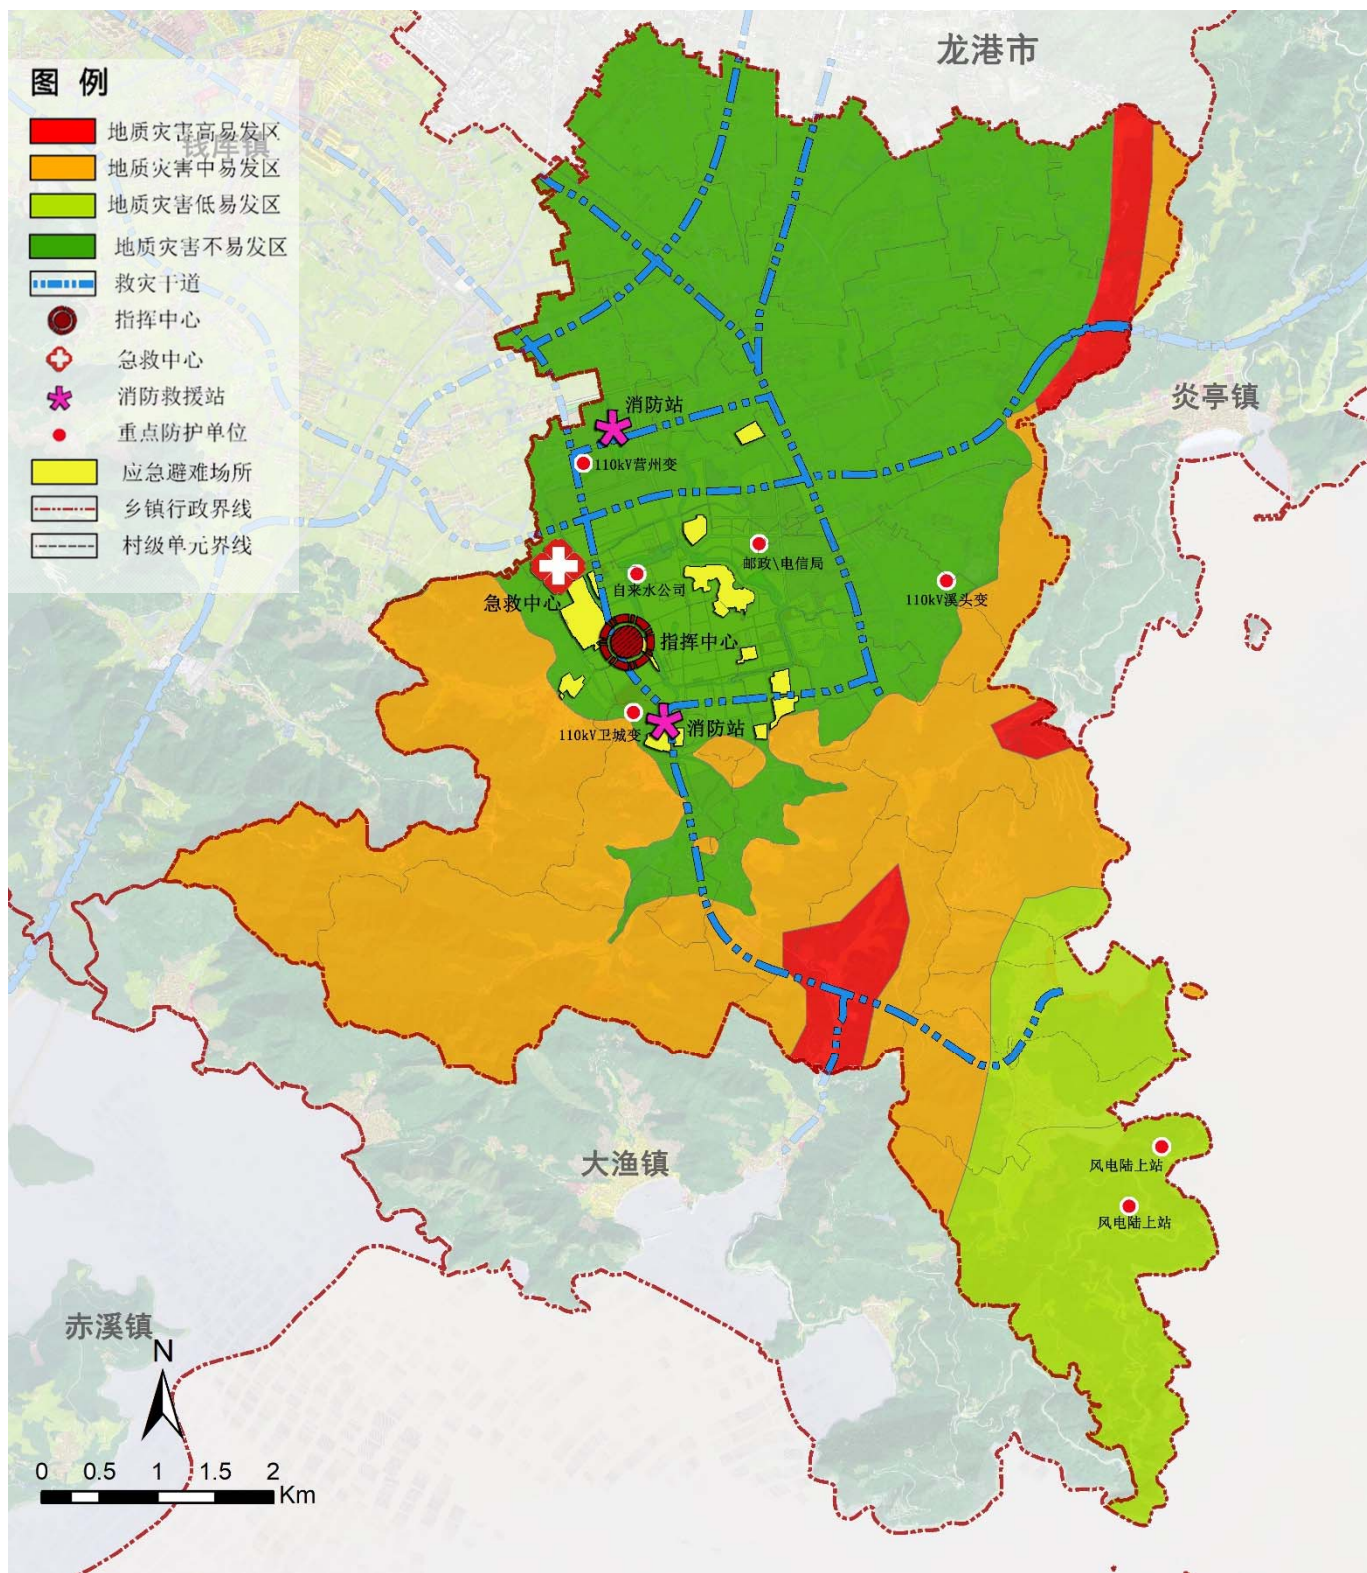 龙港市
图 例
地质灾害高易发区
钱库镇
地质灾害中易发区
地质灾害低易发区
地质灾害不易发区
救灾干道
指挥中心
急救中心
消防救援站
重点防护单位
应急避难场所
乡镇行政界线
村级单元界线
炎亭镇
消防站
110kV营州变
邮政\电信局
自来水公司
110kV溪头变
急救中心
指挥中心
消防站
110kV卫城变
大渔镇
风电陆上站
风电陆上站
赤溪镇
N
0 0.5 1 1.5 2
Km